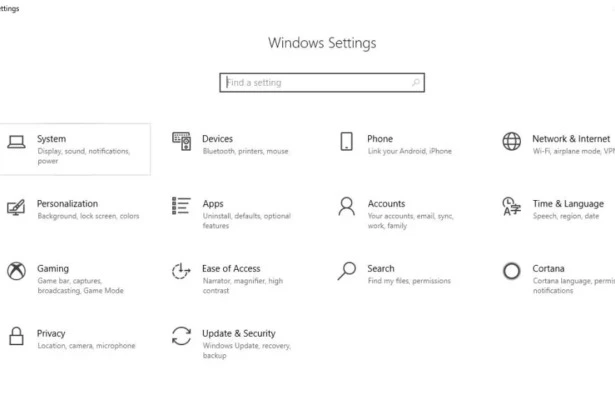 ettings
Windows Settings
Find a setting
System
Display, sound, notifications,
power
Devices
Bluetooth, printers, mouse
Phone
Link your Android, iPhone
Network & Internet
Wi-Fi, airplane mode, VPN
Personalization
Background, lock screen, colors
Apps
Uninstall, defaults, optional
features
Accounts
Your accounts, email, sync,
work, family
Time & Language
Speech, region, date
Gaming
Game bar, captures,
broadcasting, Game Mode
Ease of Access
Narrator, magnifier, high
contrast
Search
Find my files, permissions
Cortana
Cortana language, permis
notifications
Privacy
Location, camera, microphone
Update & Security
Windows Update, recovery,
backup